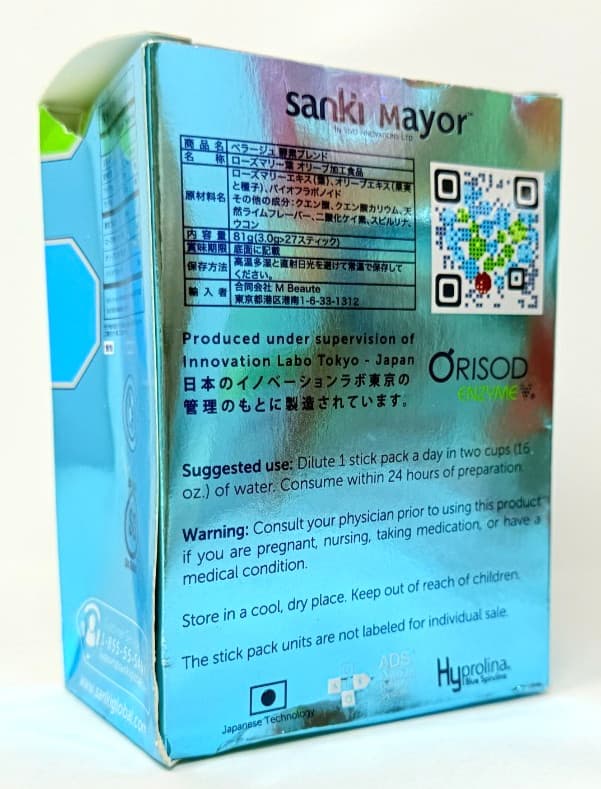 sanki Mayor™
IN VIVO INNOVATIONS LTD
商品名 ベラージュ 酵素ブレンド
名 称 ローズマリー葉 オリーブ加工食品
原材料名 ローズマリーエキス(葉)、オリーブエキス(果実
と種子)、バイオフラボノイド
その他の成分:クエン酸、クエン酸カリウム、天
然ライムフレーバー、二酸化ケイ素、スピルリナ、
ウコン
内容量 81g(3.0g×27スティック)
賞味期限 底面に記載
保存方法 高温多湿と直射日光を避けて常温で保存して
ください。
輸入者 合同会社 M Beaute
東京都港区港南1-6-33-1312
Produced under supervision of
Innovation Labo Tokyo - Japan
日本のイノベーションラボ東京の
管理のもとに製造されています。
ORISOD
ENZYME
Suggested use: Dilute 1 stick pack a day in two cups (16
oz.) of water. Consume within 24 hours of preparation.
Warning: Consult your physician prior to using this product
if you are pregnant, nursing, taking medication, or have a
medical condition.
Store in a cool, dry place. Keep out of reach of children.
The stick pack units are not labeled for individual sale.
Japanese Technology
ADS
Hyprolina
Blue Spirulina
www.sankiglobal.com